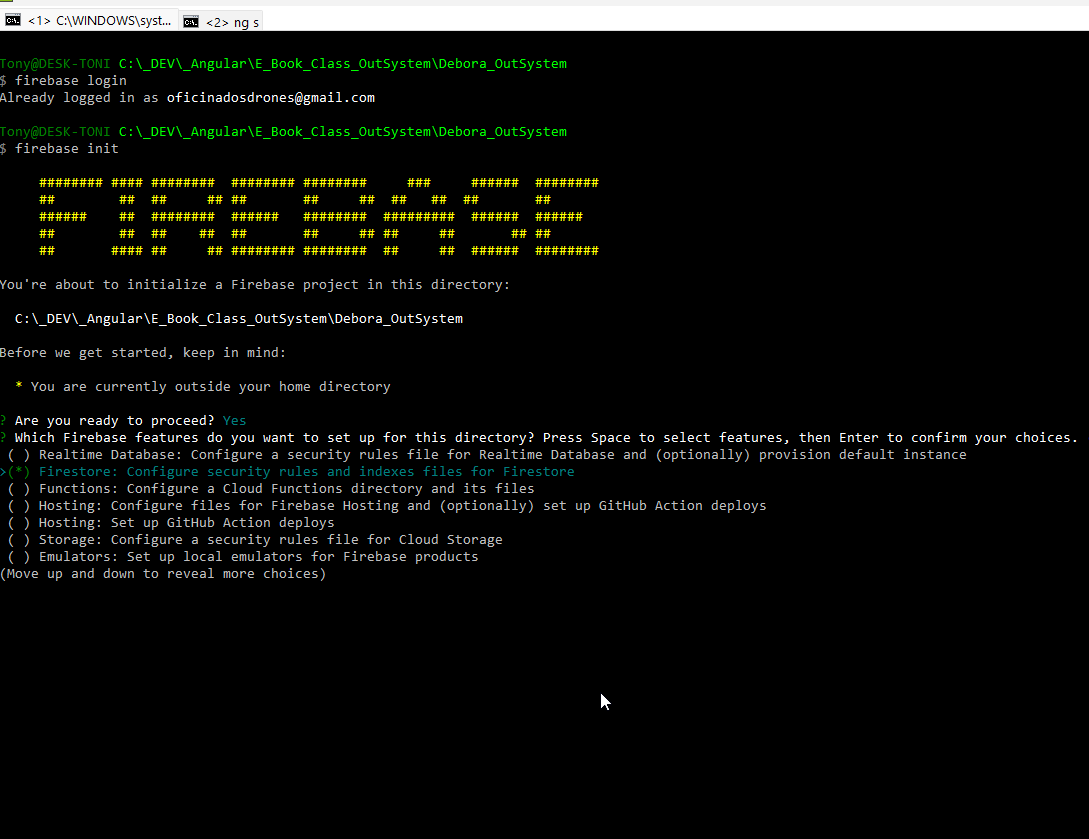 <1> C:\WINDOWS\syst... <2> ng s
Tony@DESK-TONI C:\_DEV\_Angular\E_Book_Class_OutSystem\Debora_OutSystem
$ firebase login
Already logged in as oficinadosdrones@gmail.com
Tony@DESK-TONI C:\_DEV\_Angular\E_Book_Class_OutSystem\Debora_OutSystem
$ firebase init
     ######## #### ########  ######## ########     ###     ######  ########
     ##        ##  ##     ## ##       ##     ##  ##   ##  ##       ##
     ######    ##  ########  ######   ########  #########  ######  ######
     ##        ##  ##    ##  ##       ##     ## ##     ##       ## ##
     ##       #### ##     ## ######## ########  ##     ##  ######  ########
You're about to initialize a Firebase project in this directory:
C:\_DEV\_Angular\E_Book_Class_OutSystem\Debora_OutSystem
Before we get started, keep in mind:
* You are currently outside your home directory
? Are you ready to proceed? Yes
? Which Firebase features do you want to set up for this directory? Press Space to select features, then Enter to confirm your choices.
( ) Realtime Database: Configure a security rules file for Realtime Database and (optionally) provision default instance
>(*) Firestore: Configure security rules and indexes files for Firestore
( ) Functions: Configure a Cloud Functions directory and its files
( ) Hosting: Configure files for Firebase Hosting and (optionally) set up GitHub Action deploys
( ) Hosting: Set up GitHub Action deploys
( ) Storage: Configure a security rules file for Cloud Storage
( ) Emulators: Set up local emulators for Firebase products
(Move up and down to reveal more choices)